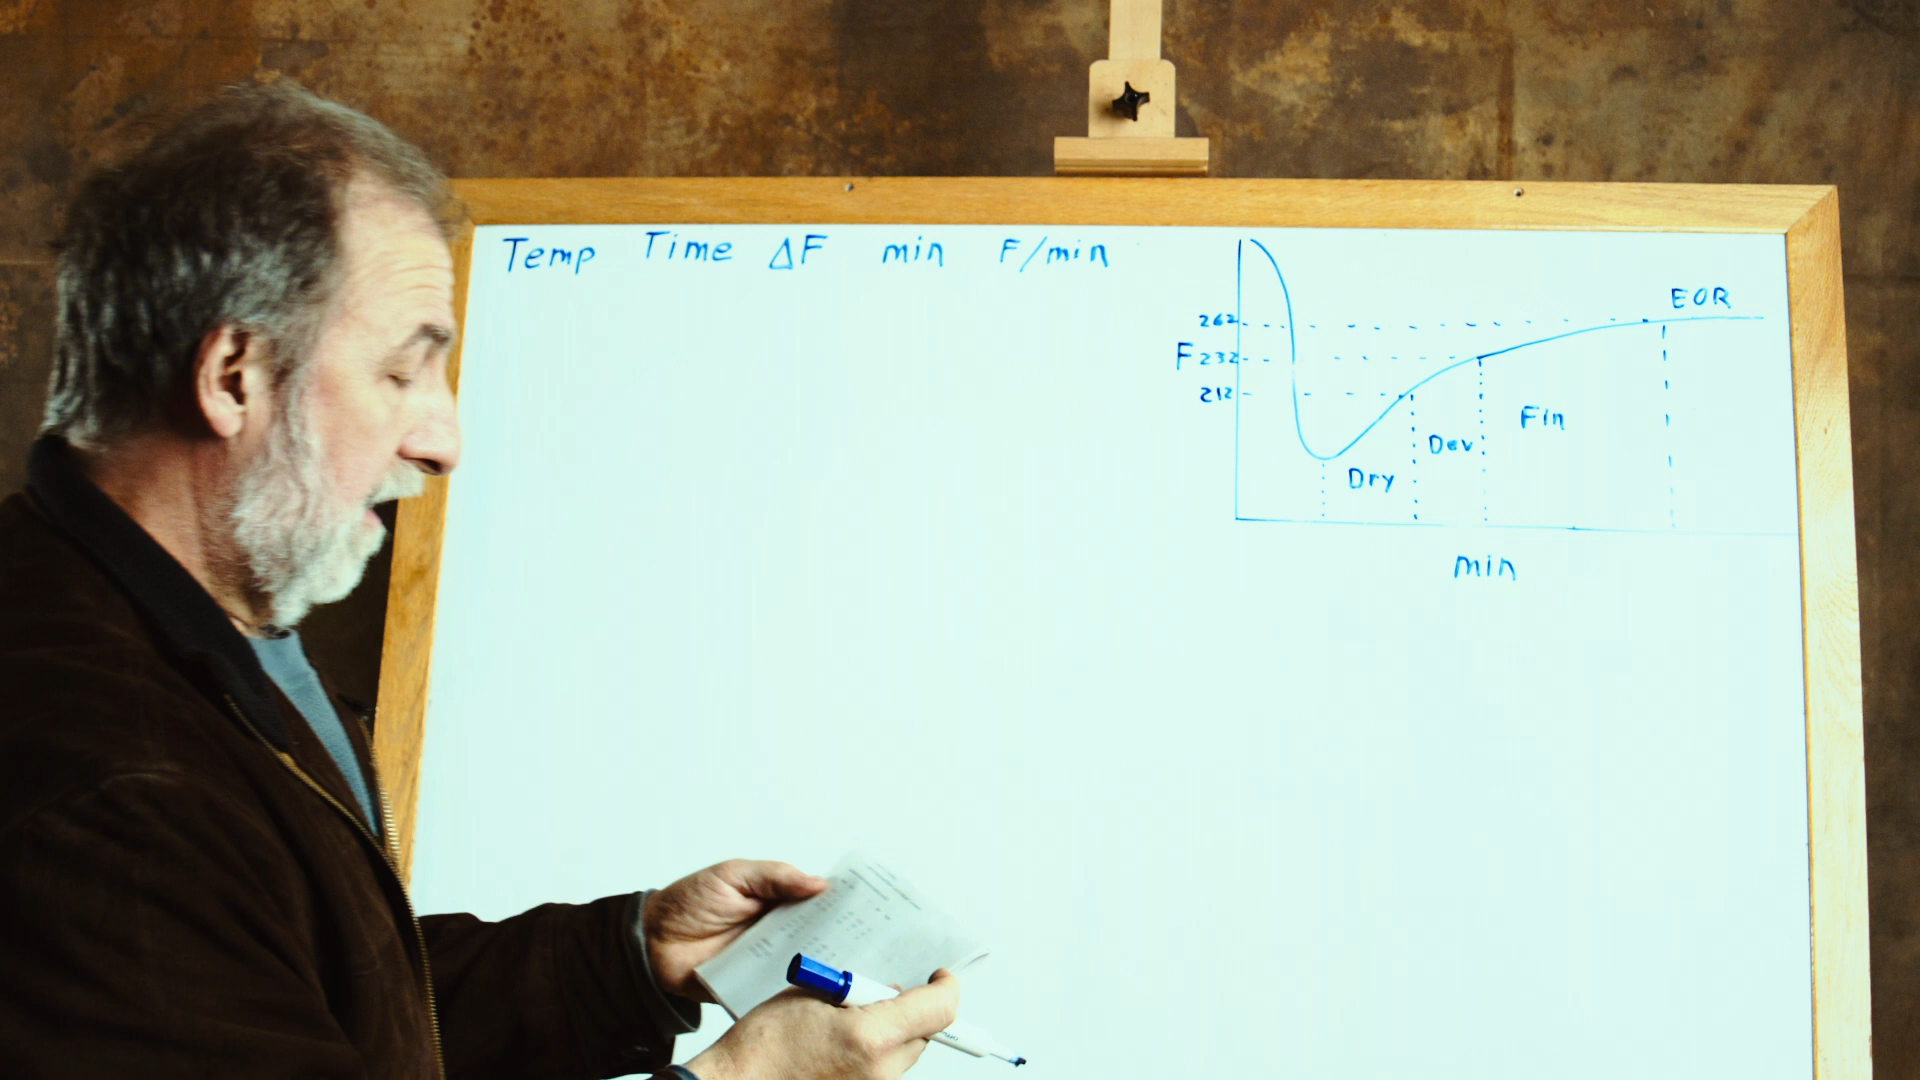 Temp Time ΔF min F/min
EOR
262
F 232
212
Fin
Dev
Dry
min